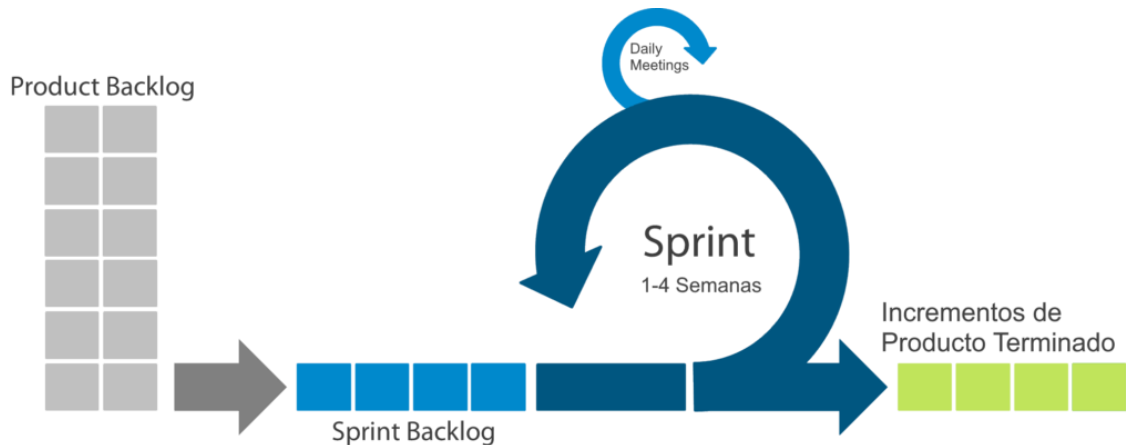 Daily
Meetings
Product Backlog
Sprint
1-4 Semanas
Incrementos de
Producto Terminado
Sprint Backlog